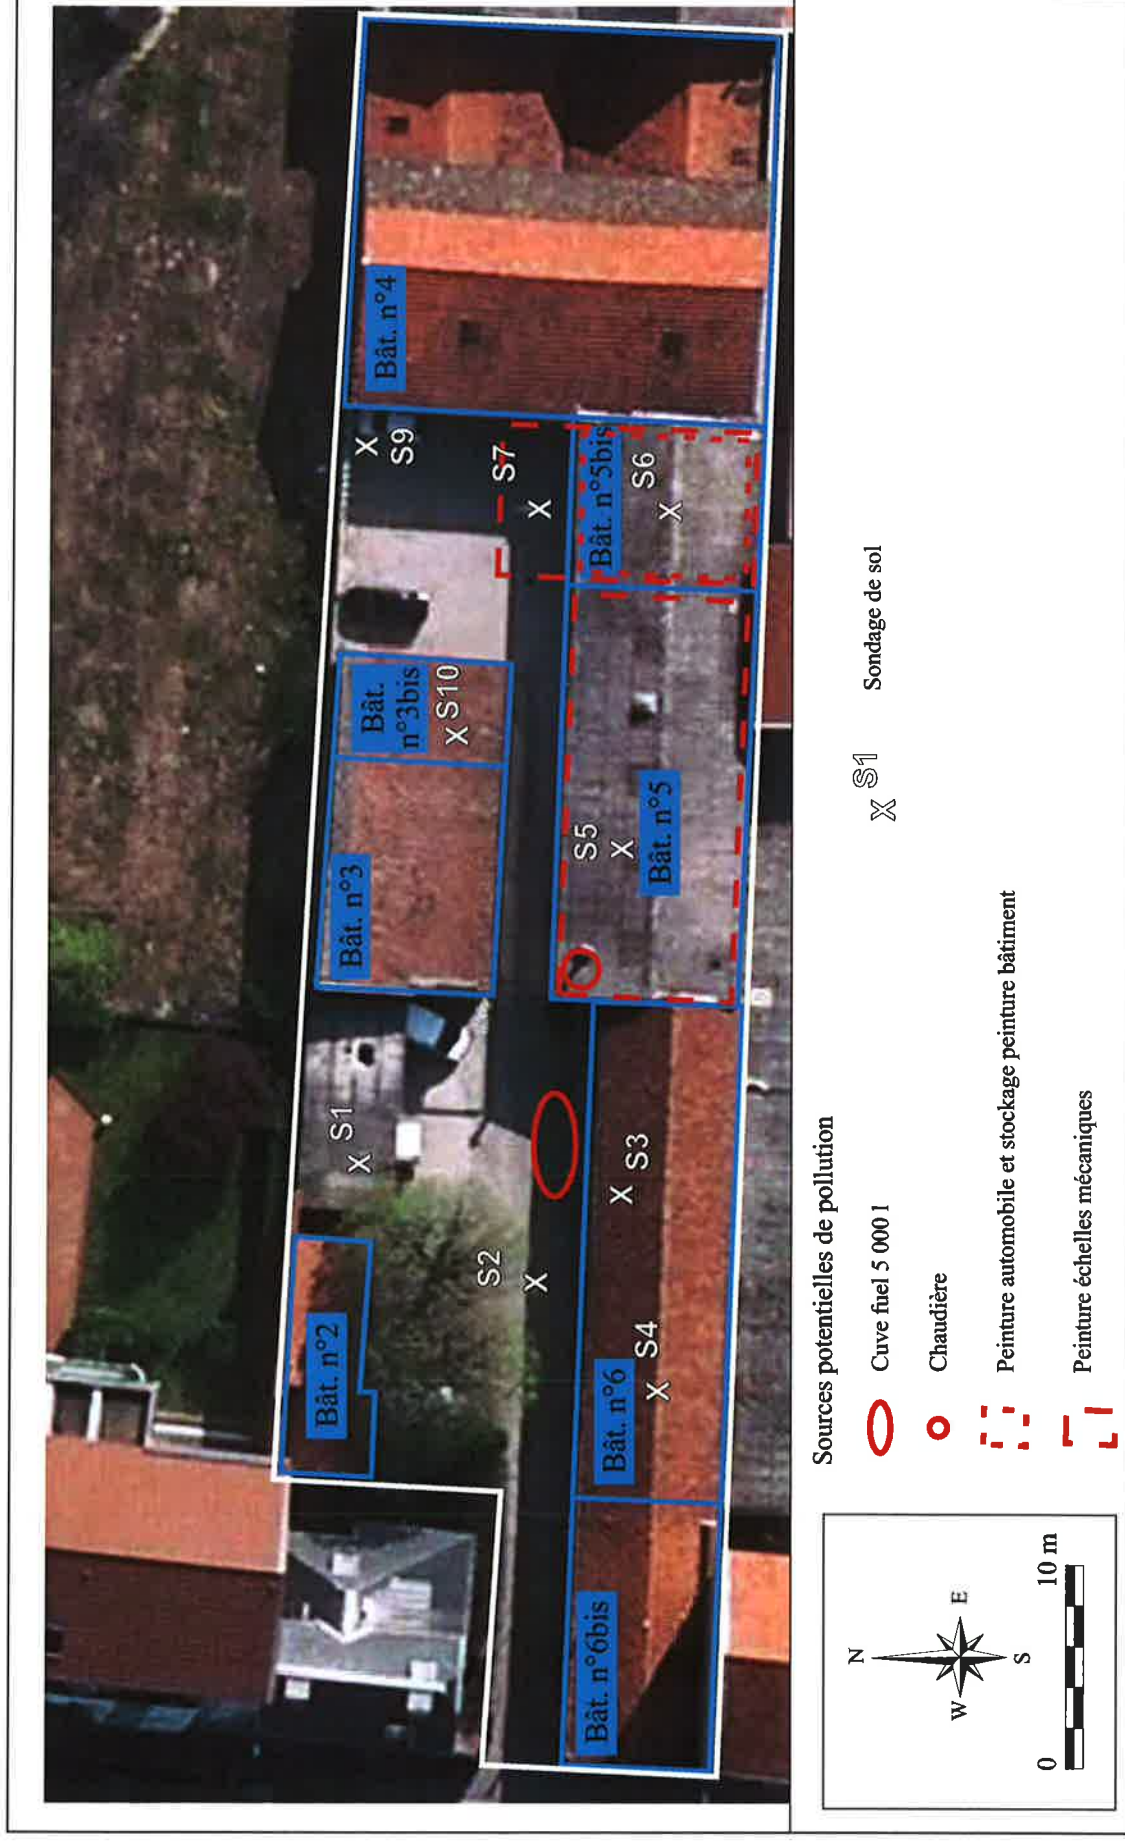 Bât. n°4
X
S9
S7
X
Bât. n°5bis
S6
X
Bât.
n°3bis
X S10
Bât. n°3
S5
X
Bât. n°5
X S1
S2
X
X S3
Bât. n°2
X S4
Bât. n°6
Bât. n°6bis
Sources potentielles de pollution
Cuve fuel 5 000 l
Chaudière
Peinture automobile et stockage peinture bâtiment
Peinture échelles mécaniques
X S1
Sondage de sol
N
W
E
S
0
10 m